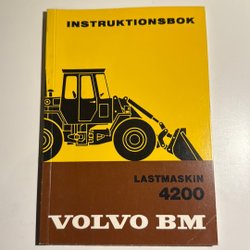 INSTRUKTIONSBOK
LASTMASKIN
4200
VOLVO BM